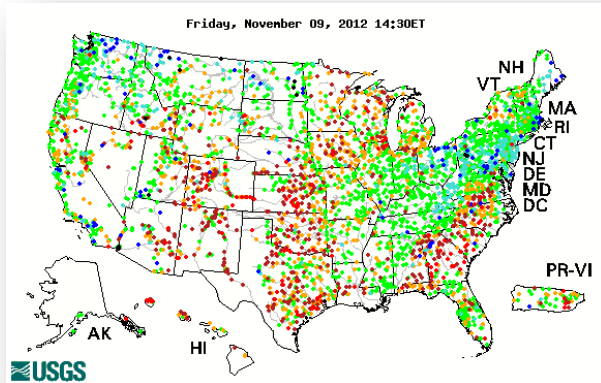 Friday, November 09, 2012 14:30ET
NH
VT
MA
RI
CT
NJ
DE
MD
DC
PR-VI
AK
HI
USGS